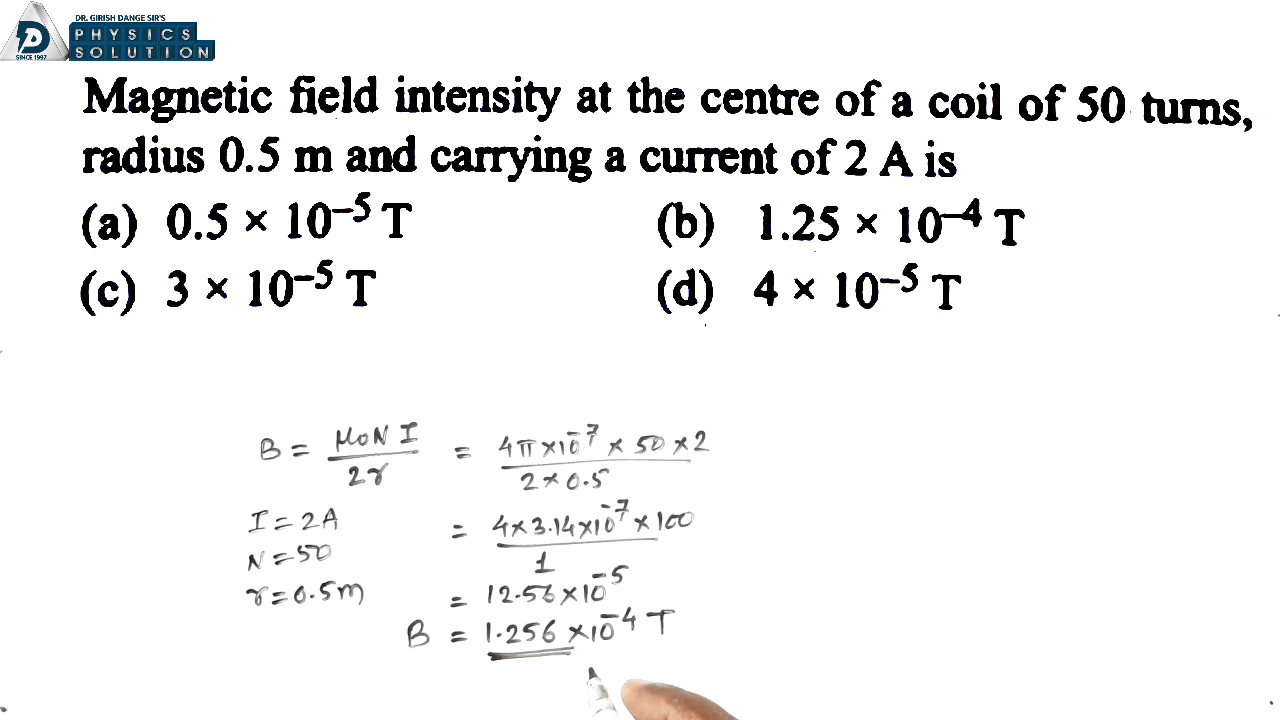 DR. GIRISH DANGE SIR'S
PHYSICS
SOLUTION
SINCE 1997
Magnetic field intensity at the centre of a coil of 50 turns,
radius 0.5 m and carrying a current of 2 A is
(a) 0.5 × 10⁻⁵ T (b) 1.25 × 10⁻⁴ T
(c) 3 × 10⁻⁵ T (d) 4 × 10⁻⁵ T
B = μ₀NI / 2r = 4π×10⁻⁷ × 50 × 2 / 2×0.5
I = 2A = 4×3.14×10⁻⁷×100 / 1
N = 50
r = 0.5m = 12.56×10⁻⁵
B = 1.256×10⁻⁴ T